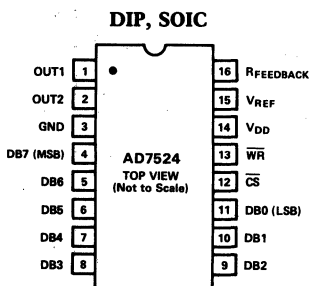 DIP, SOIC
OUT1 1 16 RFEEDBACK
OUT2 2 15 VREF
GND 3 14 VDD
DB7 (MSB) 4 13 W̅R̅
DB6 5 12 C̅S̅
DB5 6 11 DB0 (LSB)
DB4 7 10 DB1
DB3 8 9 DB2
AD7524
TOP VIEW
(Not to Scale)